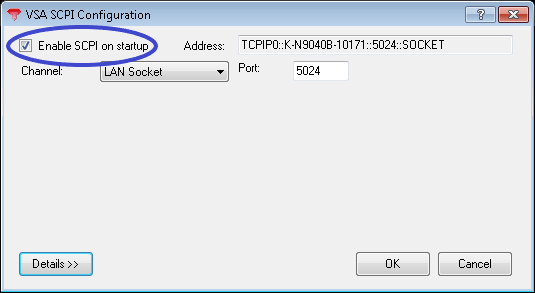 VSA SCPI Configuration
Enable SCPI on startup Address: TCPIP0::K-N9040B-10171::5024::SOCKET
Channel: LAN Socket Port: 5024
Details >> OK Cancel